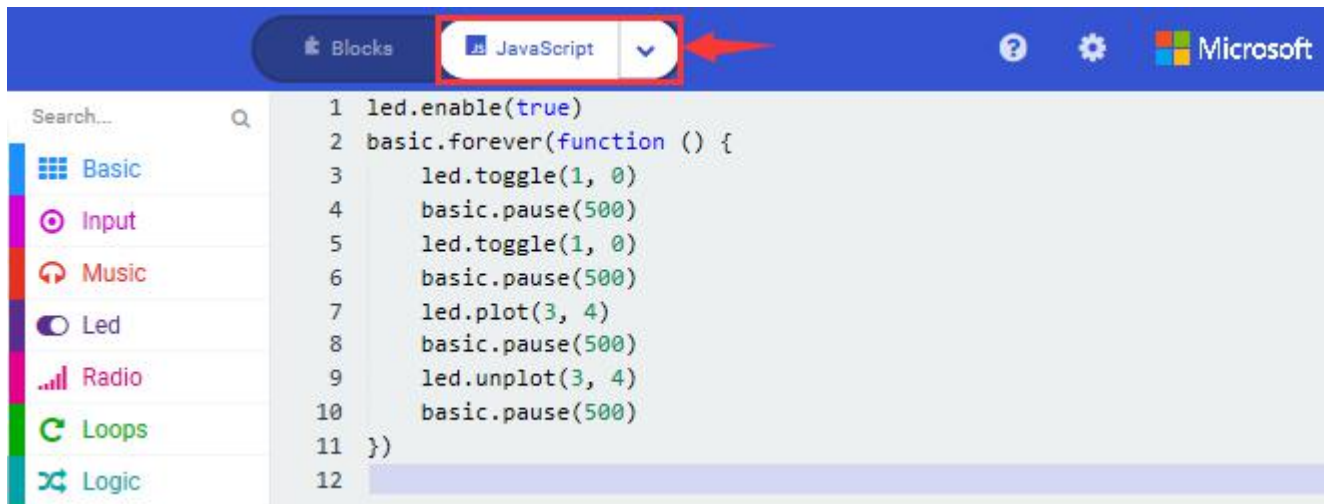 Blocks
JS JavaScript
Microsoft
Search...
Basic
Input
Music
Led
Radio
Loops
Logic
1 led.enable(true)
2 basic.forever(function () {
3     led.toggle(1, 0)
4     basic.pause(500)
5     led.toggle(1, 0)
6     basic.pause(500)
7     led.plot(3, 4)
8     basic.pause(500)
9     led.unplot(3, 4)
10     basic.pause(500)
11 })
12